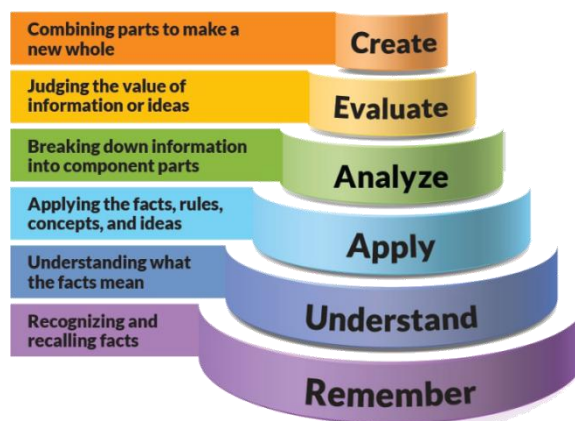 Combining parts to make a
new whole
Create
Judging the value of
information or ideas
Evaluate
Breaking down information
into component parts
Analyze
Applying the facts, rules,
concepts, and ideas
Apply
Understanding what
the facts mean
Understand
Recognizing and
recalling facts
Remember